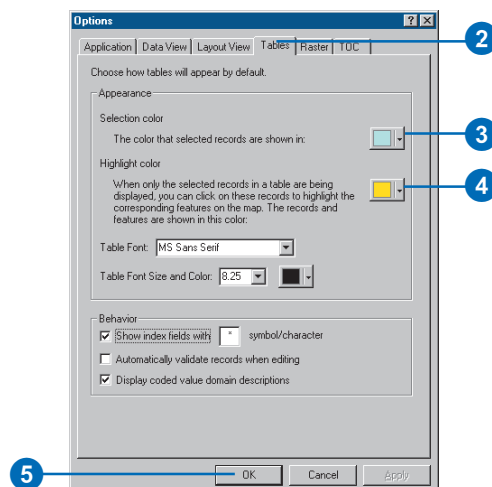 Options
Application Data View Layout View Tables Raster TOC
2
Choose how tables will appear by default.
Appearance
Selection color
The color that selected records are shown in:
3
Highlight color
When only the selected records in a table are being
displayed, you can click on these records to highlight the
corresponding features on the map. The records and
features are shown in this color:
4
Table Font: MS Sans Serif
Table Font Size and Color: 8.25
Behavior
Show index fields with * symbol/character
Automatically validate records when editing
Display coded value domain descriptions
5
OK Cancel Apply